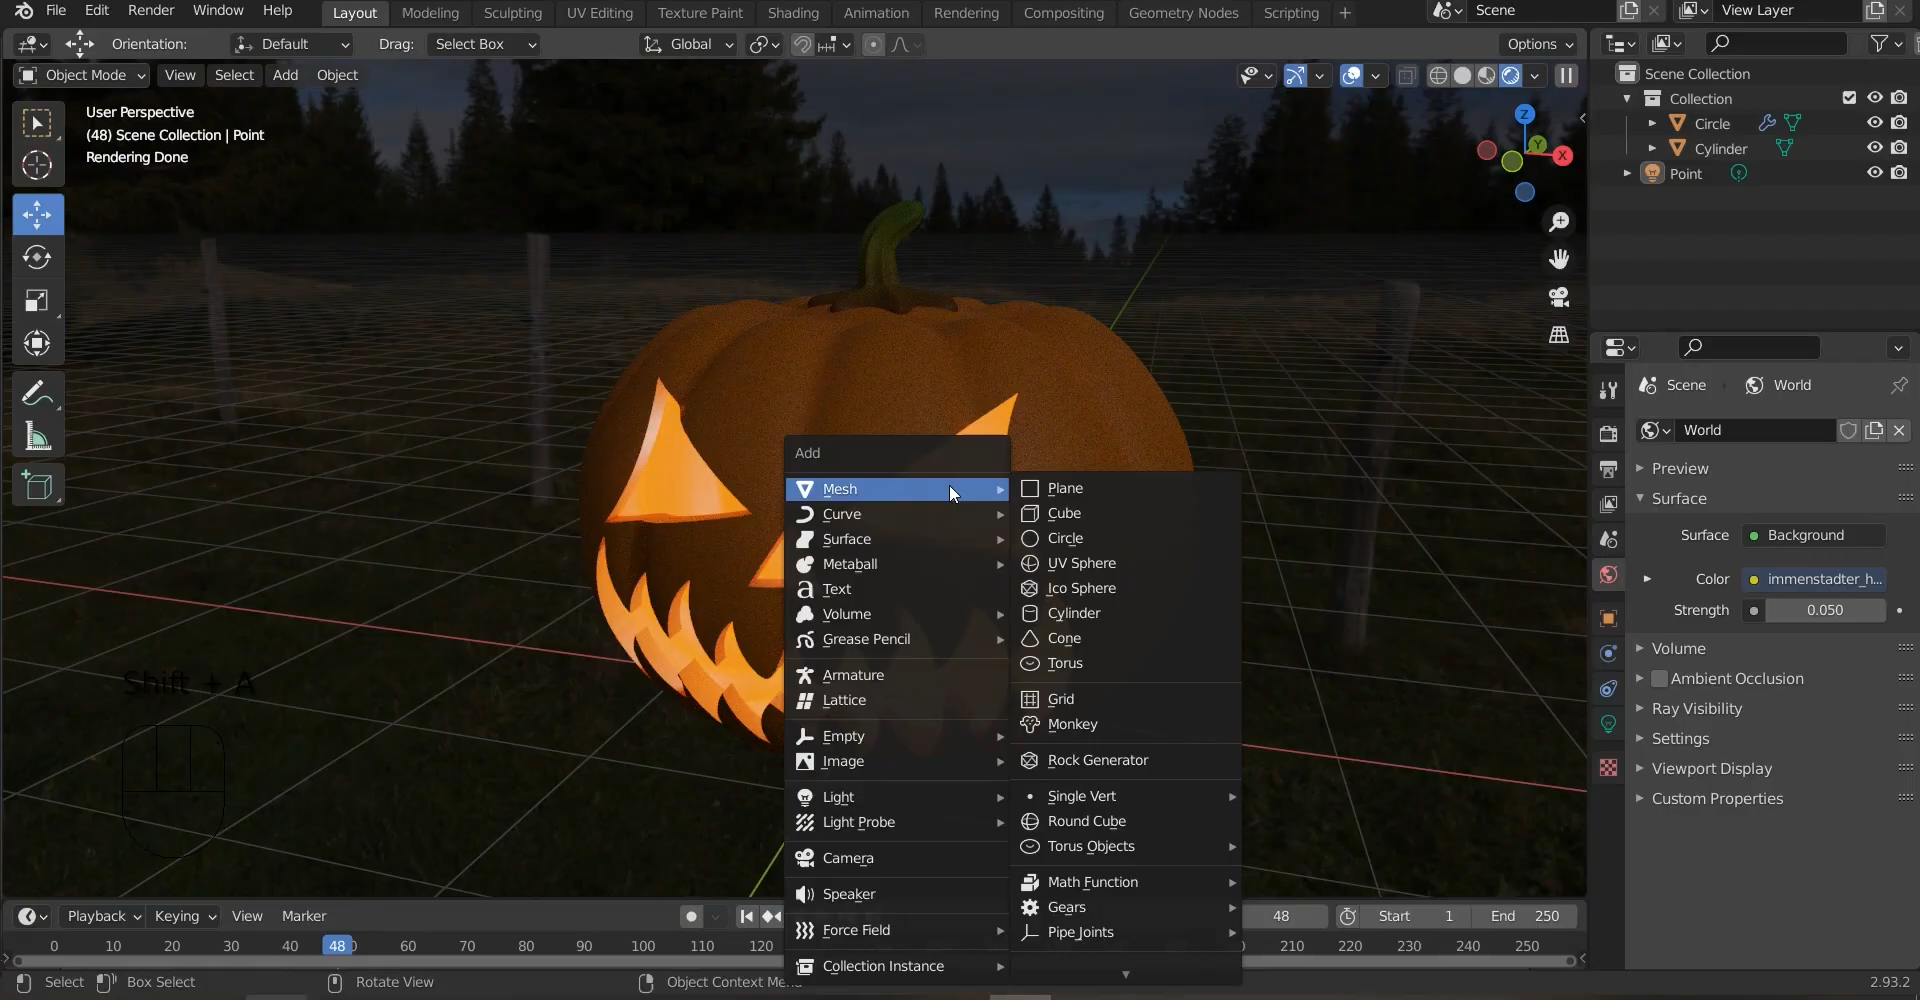 File Edit Render Window Help Layout Modeling Sculpting UV Editing Texture Paint Shading Animation Rendering Compositing Geometry Nodes Scripting + Scene View Layer
Orientation: Default Drag: Select Box Global Options
Object Mode View Select Add Object
User Perspective
(48) Scene Collection | Point
Rendering Done
Z
Y
X
Scene Collection
Collection
Circle
Cylinder
Point
Scene World
World
Preview
Surface
Surface Background
Color immenstadter_h...
Strength 0.050
Volume
Ambient Occlusion
Ray Visibility
Settings
Viewport Display
Custom Properties
Add
Mesh
Curve
Surface
Metaball
Text
Volume
Grease Pencil
Armature
Lattice
Empty
Image
Light
Light Probe
Camera
Speaker
Force Field
Collection Instance
Plane
Cube
Circle
UV Sphere
Ico Sphere
Cylinder
Cone
Torus
Grid
Monkey
Rock Generator
Single Vert
Round Cube
Torus Objects
Math Function
Gears
Pipe Joints
Shift + A
Playback Keying View Marker 48 Start 1 End 250
0 10 20 30 40 48 60 70 80 90 100 110 120 210 220 230 240 250
Select Box Select Rotate View Object Context Men 2.93.2